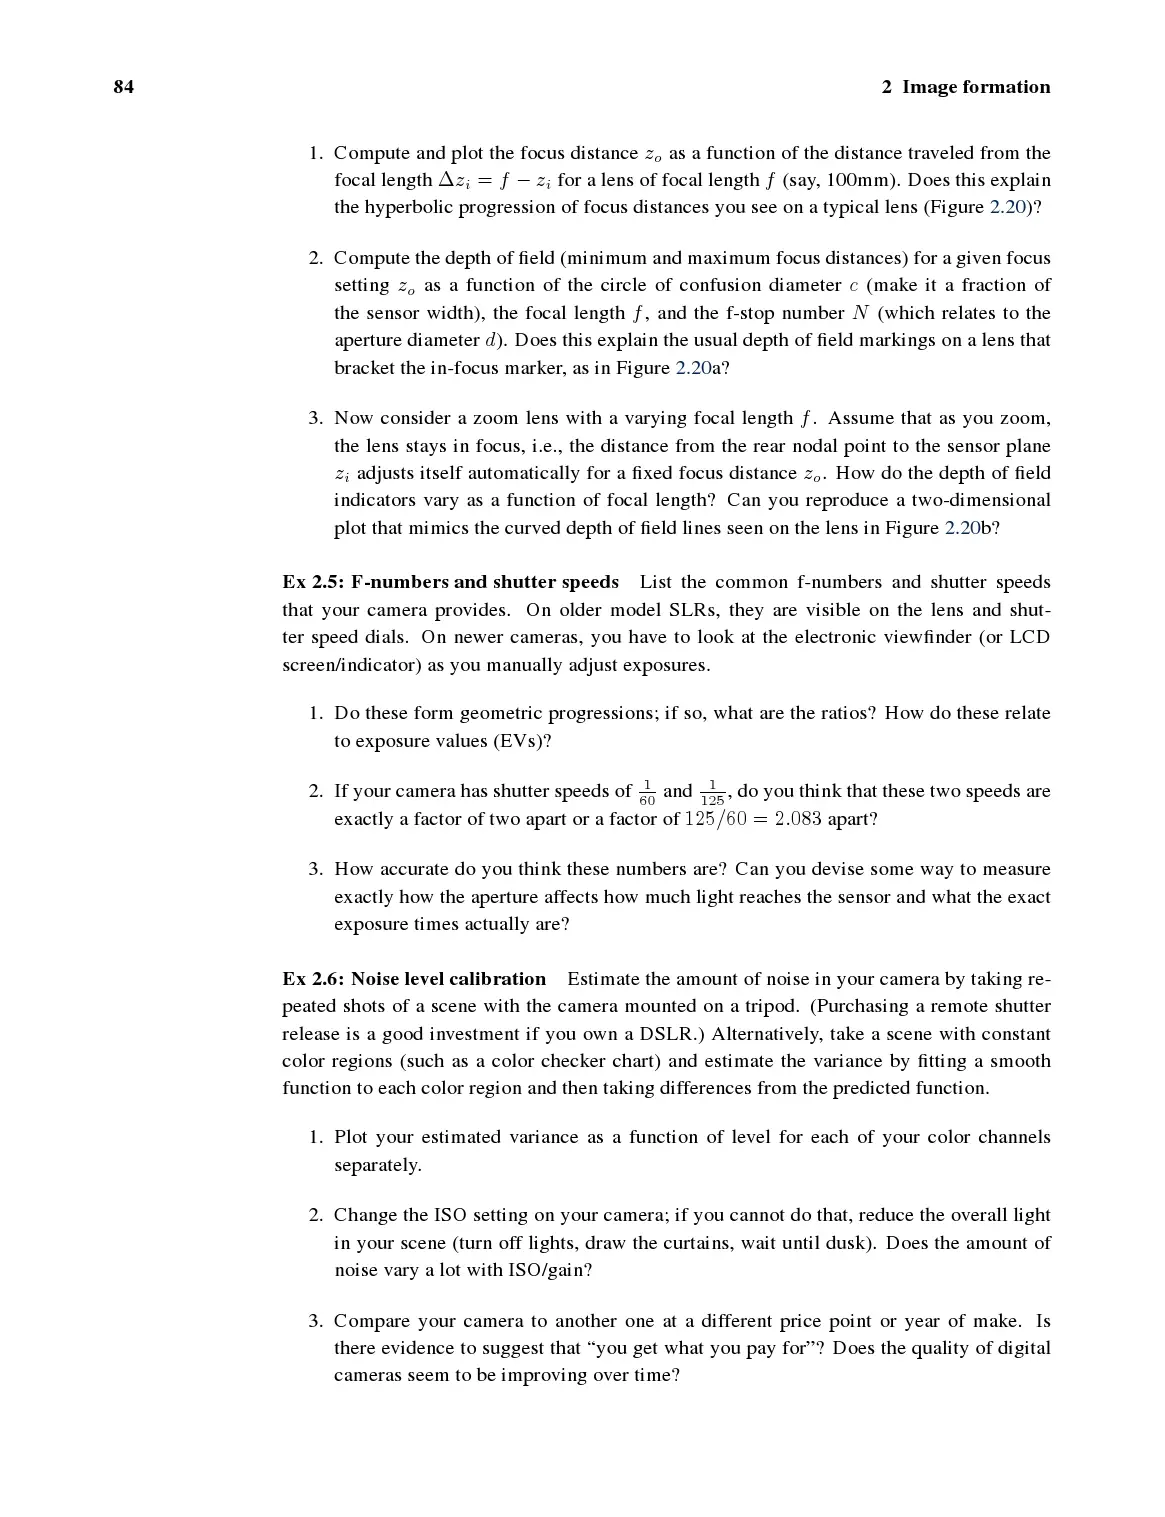 84
2 Image formation
1. Compute and plot the focus distance zₒ as a function of the distance traveled from the
focal length Δzᵢ = f − zᵢ for a lens of focal length f (say, 100mm). Does this explain
the hyperbolic progression of focus distances you see on a typical lens (Figure 2.20)?
2. Compute the depth of field (minimum and maximum focus distances) for a given focus
setting zₒ as a function of the circle of confusion diameter c (make it a fraction of
the sensor width), the focal length f, and the f-stop number N (which relates to the
aperture diameter d). Does this explain the usual depth of field markings on a lens that
bracket the in-focus marker, as in Figure 2.20a?
3. Now consider a zoom lens with a varying focal length f. Assume that as you zoom,
the lens stays in focus, i.e., the distance from the rear nodal point to the sensor plane
zᵢ adjusts itself automatically for a fixed focus distance zₒ. How do the depth of field
indicators vary as a function of focal length? Can you reproduce a two-dimensional
plot that mimics the curved depth of field lines seen on the lens in Figure 2.20b?
Ex 2.5: F-numbers and shutter speeds List the common f-numbers and shutter speeds
that your camera provides. On older model SLRs, they are visible on the lens and shut-
ter speed dials. On newer cameras, you have to look at the electronic viewfinder (or LCD
screen/indicator) as you manually adjust exposures.
1. Do these form geometric progressions; if so, what are the ratios? How do these relate
to exposure values (EVs)?
2. If your camera has shutter speeds of 1/60 and 1/125, do you think that these two speeds are
exactly a factor of two apart or a factor of 125/60 = 2.083 apart?
3. How accurate do you think these numbers are? Can you devise some way to measure
exactly how the aperture affects how much light reaches the sensor and what the exact
exposure times actually are?
Ex 2.6: Noise level calibration Estimate the amount of noise in your camera by taking re-
peated shots of a scene with the camera mounted on a tripod. (Purchasing a remote shutter
release is a good investment if you own a DSLR.) Alternatively, take a scene with constant
color regions (such as a color checker chart) and estimate the variance by fitting a smooth
function to each color region and then taking differences from the predicted function.
1. Plot your estimated variance as a function of level for each of your color channels
separately.
2. Change the ISO setting on your camera; if you cannot do that, reduce the overall light
in your scene (turn off lights, draw the curtains, wait until dusk). Does the amount of
noise vary a lot with ISO/gain?
3. Compare your camera to another one at a different price point or year of make. Is
there evidence to suggest that “you get what you pay for”? Does the quality of digital
cameras seem to be improving over time?